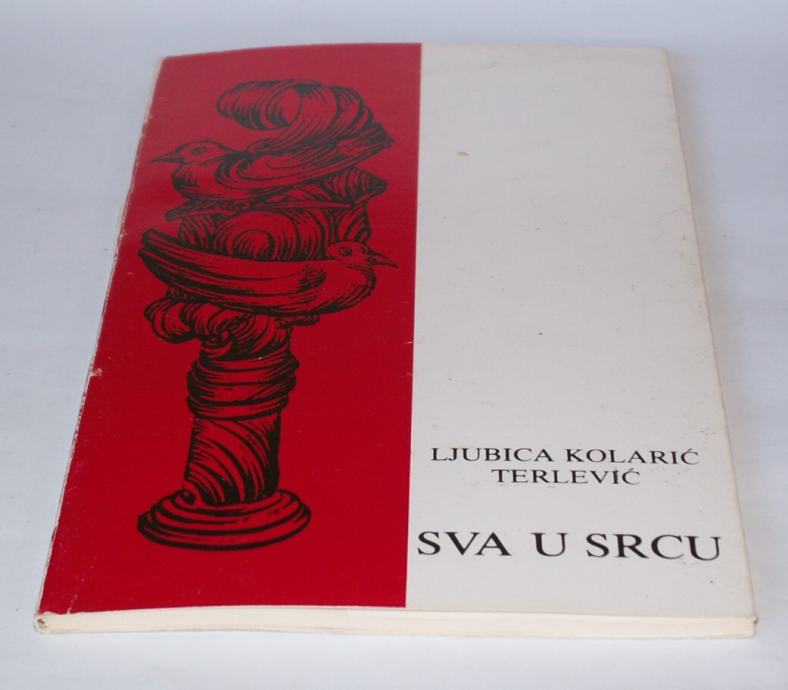 LJUBICA KOLARIĆ
TERLEVIĆ
SVA U SRCU